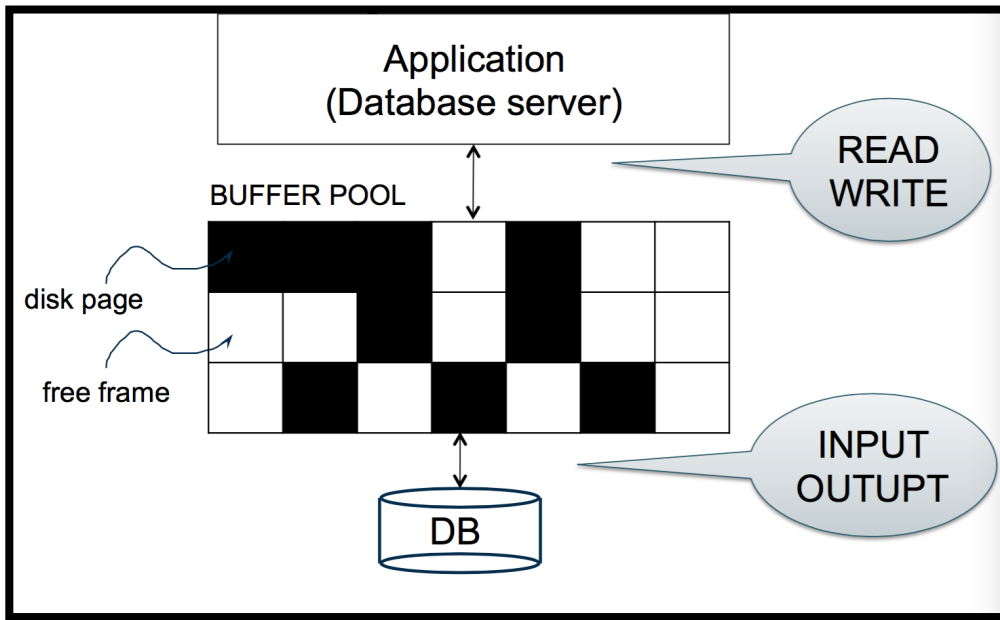 Application
(Database server)
READ
WRITE
BUFFER POOL
disk page
free frame
INPUT
OUTUPT
DB